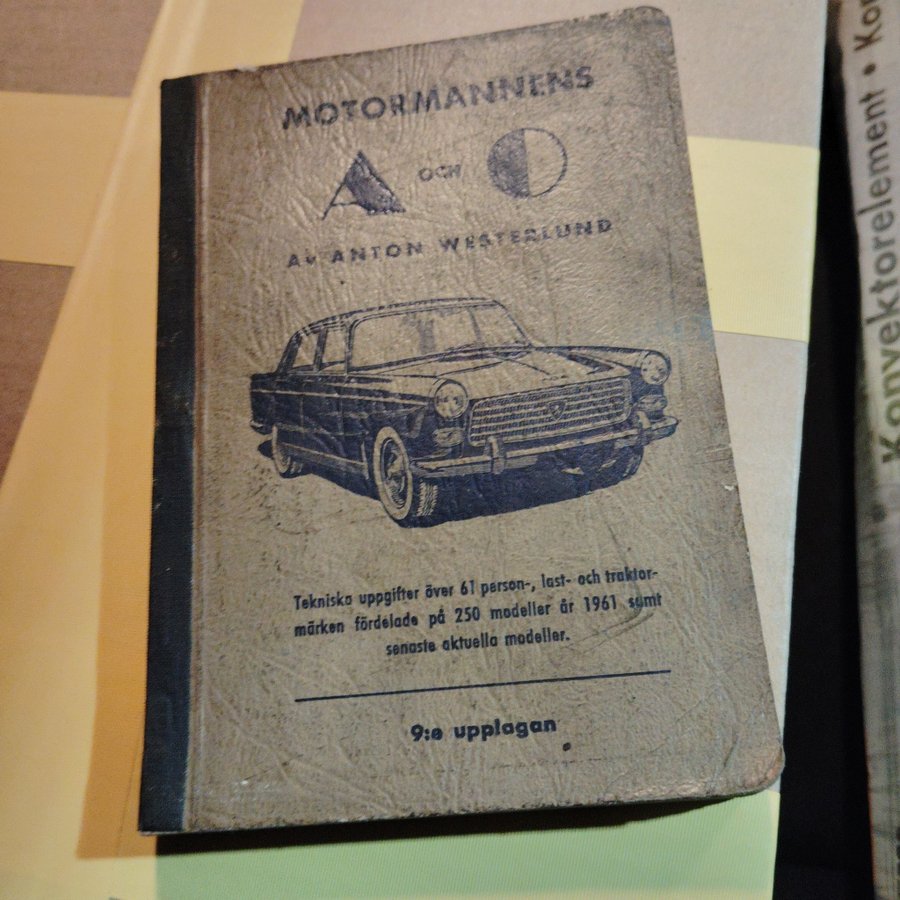 MOTORMANNENS
A OCH O
Av ANTON WESTERLUND
Tekniska uppgifter över 61 person-, last- och traktor-
märken fördelade på 250 modeller år 1961 samt
senaste aktuella modeller.
9:e upplagan
Konvektorelement • Kon